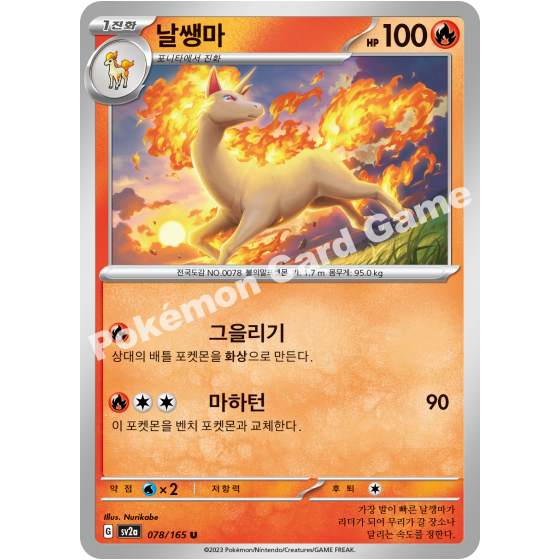 1진화
날쌩마
HP 100
포니타에서 진화
전국도감 NO.0078 불의말포켓몬 키: 1.7 m 몸무게: 95.0 kg
그을리기
상대의 배틀 포켓몬을 화상으로 만든다.
마하턴 90
이 포켓몬을 벤치 포켓몬과 교체한다.
약점 ×2 저항력 후퇴
Illus. Nurikabe
G sv2a 078/165 U
가장 발이 빠른 날쌩마가
리더가 되어 무리가 갈 장소나
달리는 속도를 정한다.
©2023 Pokémon/Nintendo/Creatures/GAME FREAK.
Pokémon Card Game